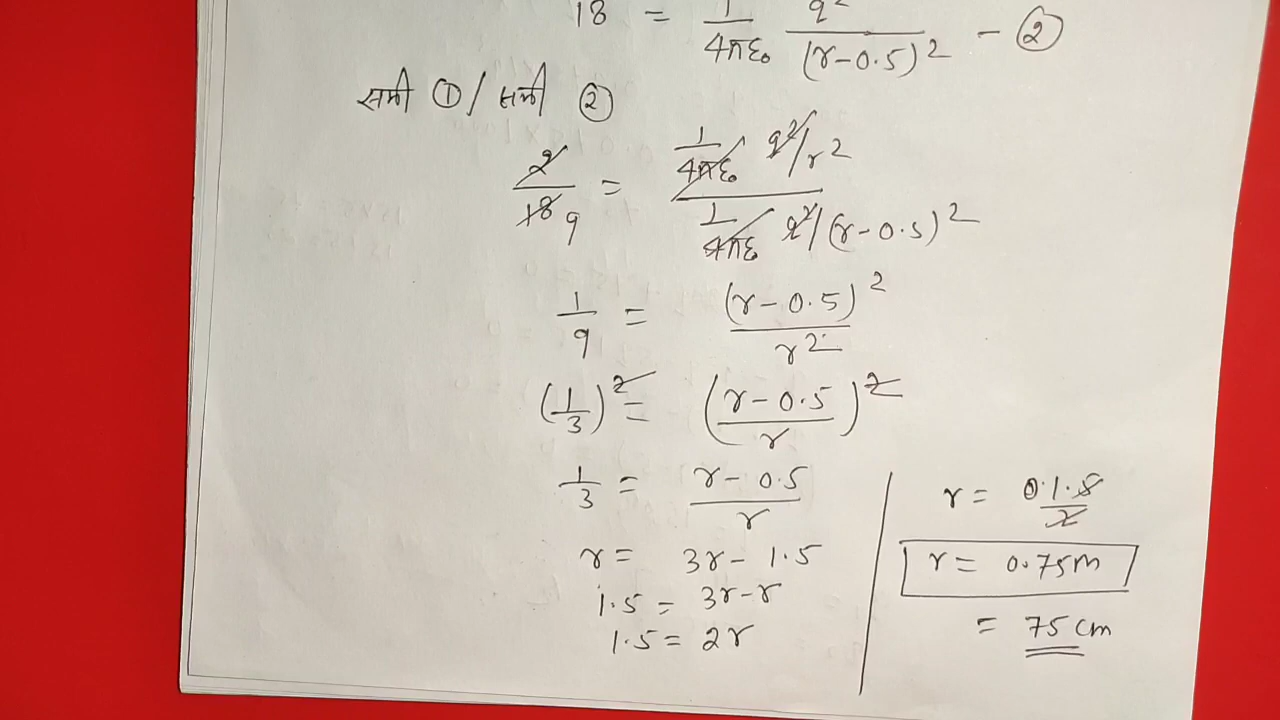 18 = 1/4πε₀ q²/(r-0.5)² - ②
समी ①/ समी ②
2/18 9 = 1/4πε₀ q²/r² / 1/4πε₀ q²/(r-0.5)²
1/9 = (r-0.5)²/r²
(1/3)² = (r-0.5/r)²
1/3 = r-0.5/r
r = 3r-1.5
1.5 = 3r-r
1.5 = 2r
r = 0.1.5/2
r = 0.75m
= 75 cm